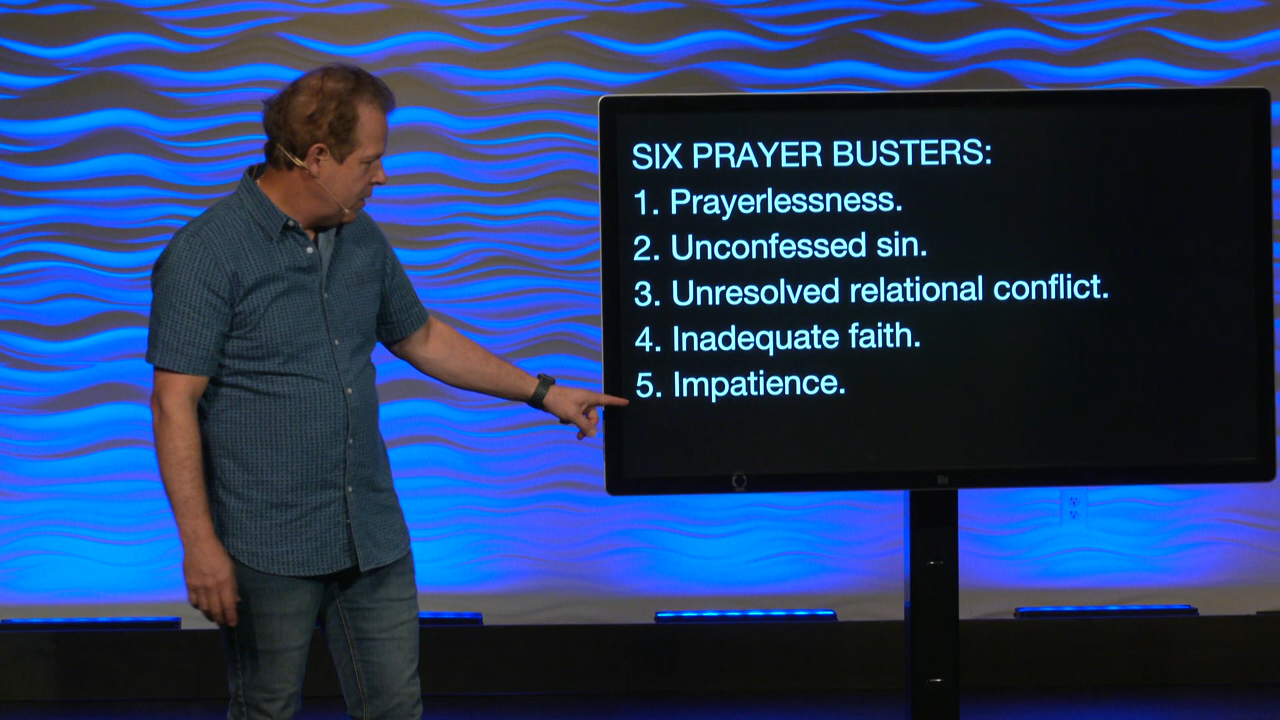 SIX PRAYER BUSTERS:
1. Prayerlessness.
2. Unconfessed sin.
3. Unresolved relational conflict.
4. Inadequate faith.
5. Impatience.